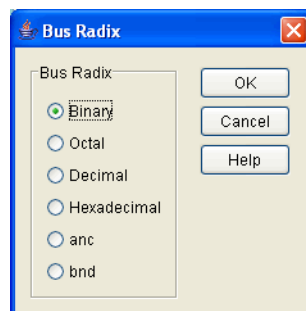 Bus Radix
Bus Radix
Binary
Octal
Decimal
Hexadecimal
anc
bnd
OK
Cancel
Help